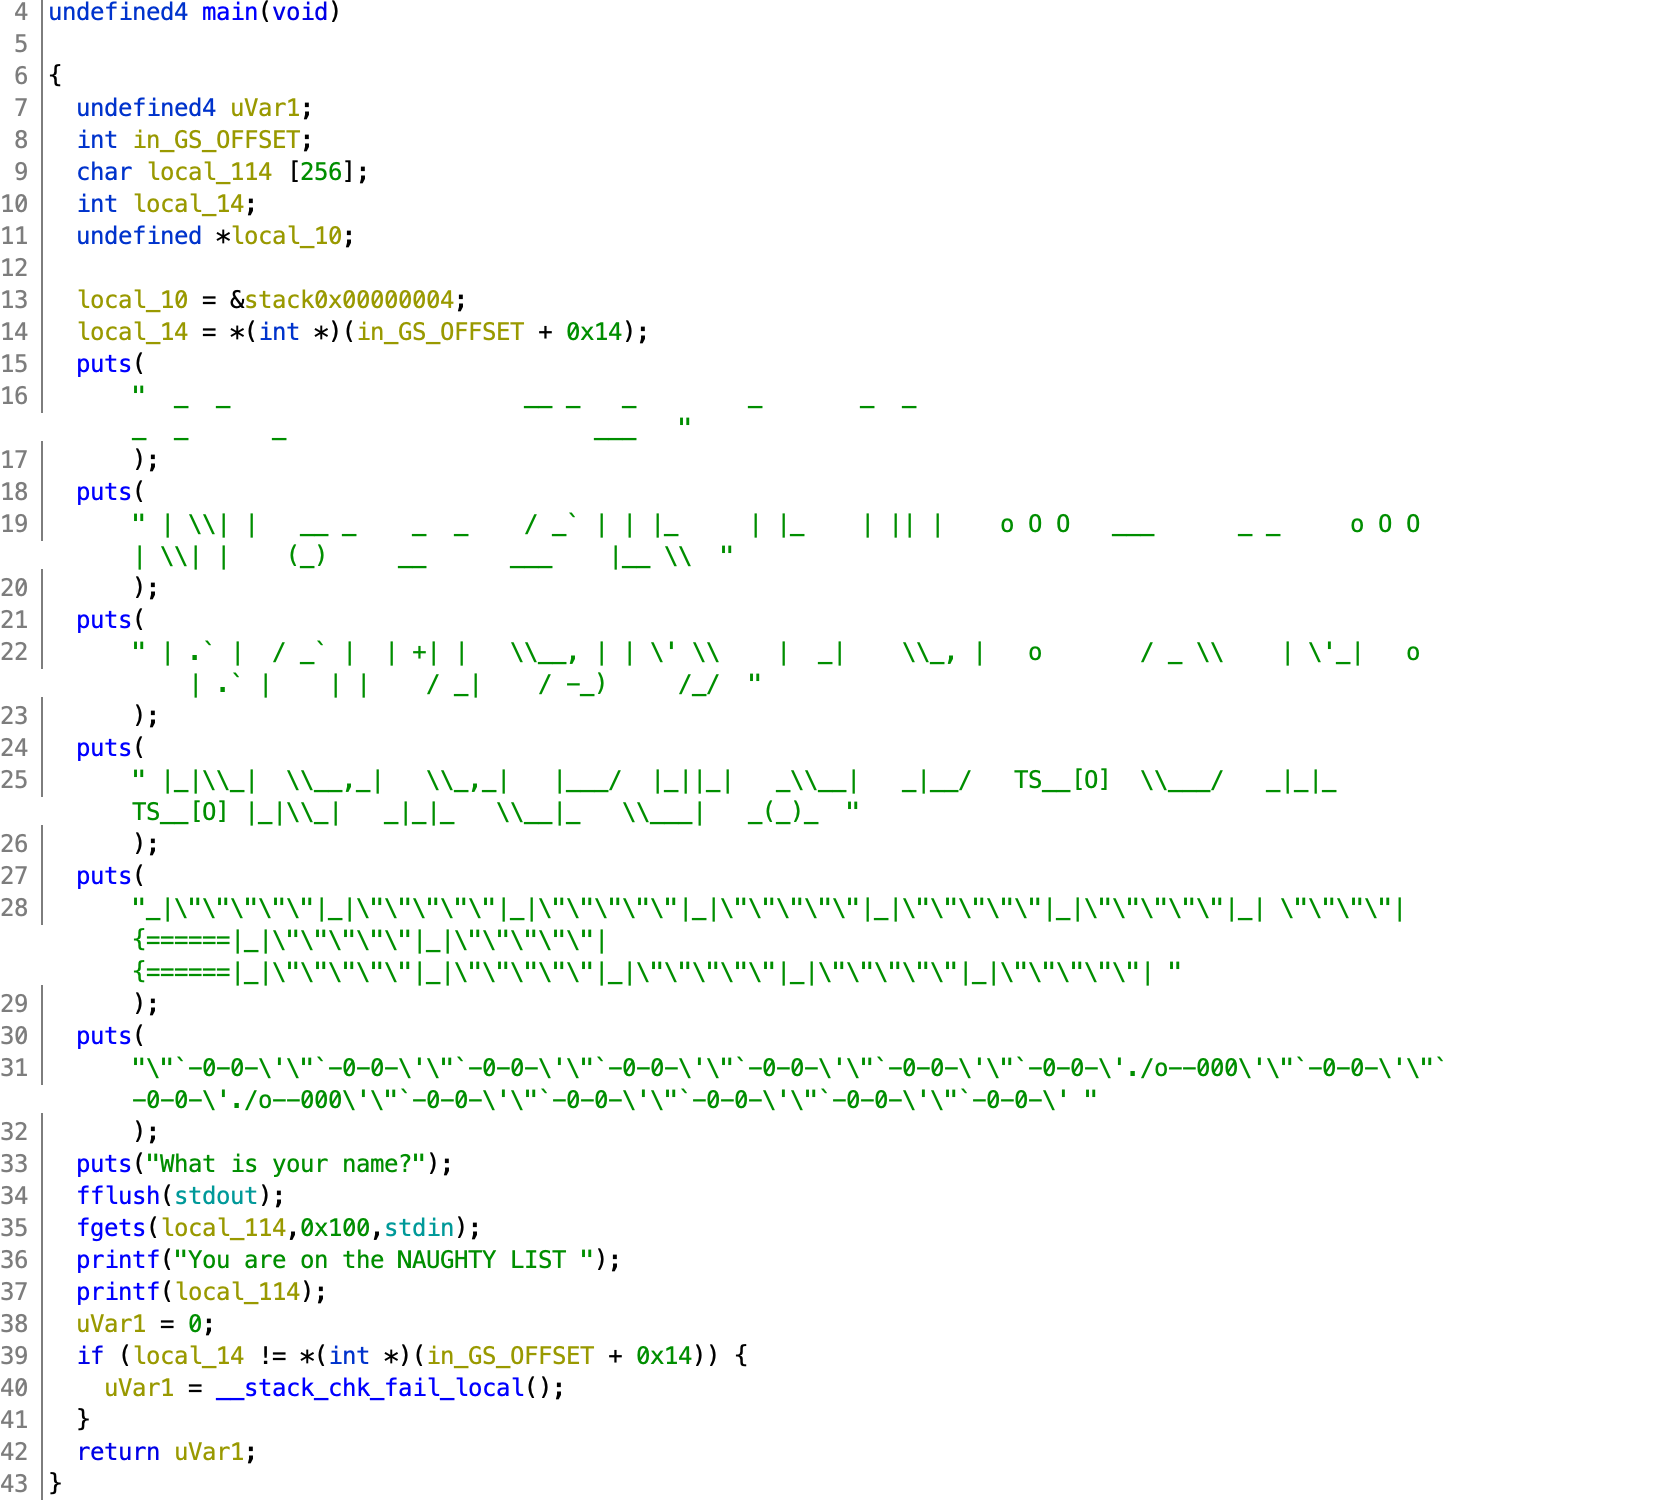 4 undefined4 main(void)
5
6 {
7   undefined4 uVar1;
8   int in_GS_OFFSET;
9   char local_114 [256];
10   int local_14;
11   undefined *local_10;
12
13   local_10 = &stack0x00000004;
14   local_14 = *(int *)(in_GS_OFFSET + 0x14);
15   puts(
16       "  _  _                     __ _   _        _       _  _
      _  _      _                      ___   "
17       );
18   puts(
19       " | \\| |   __ _    _  _    / _` | | |_     | |_    | || |    o O O   ___      _ _     o O O
      | \\| |    (_)     __      ___    |__ \\  "
20       );
21   puts(
22       " | .` |  / _` |  | +| |   \\__, | | \' \\    |  _|    \\_, |   o       / _ \\    | \'_|   o
          | .` |    | |    / _|    / -_)     /_/  "
23       );
24   puts(
25       " |_|\\_|  \\__,_|   \\_,_|   |___/  |_||_|   _\\__|   _|__/   TS__[O]  \\___/   _|_|_
      TS__[O] |_|\\_|   _|_|_   \\__|_   \\___|   _(_)_  "
26       );
27   puts(
28       "_|\"\"\"\"\"|_|\"\"\"\"\"|_|\"\"\"\"\"|_|\"\"\"\"\"|_|\"\"\"\"\"|_|\"\"\"\"\"|_| \"\"\"\"|
      {======|_|\"\"\"\"\"|_|\"\"\"\"\"|
      {======|_|\"\"\"\"\"|_|\"\"\"\"\"|_|\"\"\"\"\"|_|\"\"\"\"\"|_|\"\"\"\"\"| "
29       );
30   puts(
31       "\"`-0-0-\'\"`-0-0-\'\"`-0-0-\'\"`-0-0-\'\"`-0-0-\'\"`-0-0-\'\"`-0-0-\'./o--000\'\"`-0-0-\'\"`
      -0-0-\'./o--000\'\"`-0-0-\'\"`-0-0-\'\"`-0-0-\'\"`-0-0-\'\"`-0-0-\' "
32       );
33   puts("What is your name?");
34   fflush(stdout);
35   fgets(local_114,0x100,stdin);
36   printf("You are on the NAUGHTY LIST ");
37   printf(local_114);
38   uVar1 = 0;
39   if (local_14 != *(int *)(in_GS_OFFSET + 0x14)) {
40     uVar1 = __stack_chk_fail_local();
41   }
42   return uVar1;
43 }